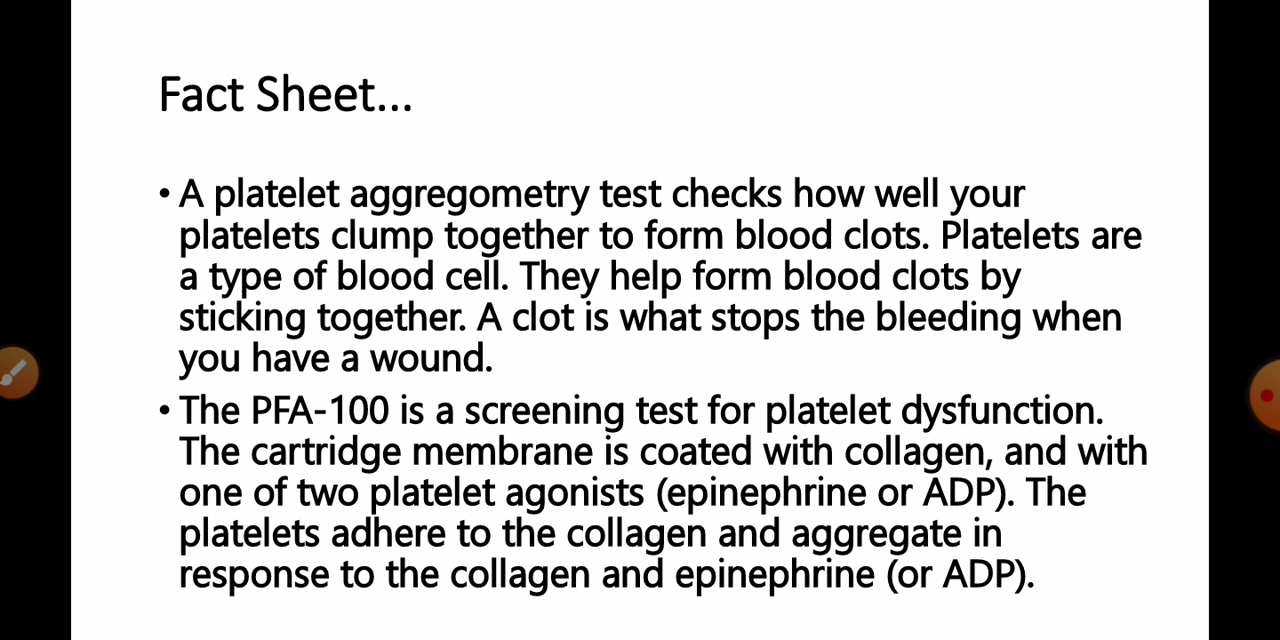 Fact Sheet...
• A platelet aggregometry test checks how well your
platelets clump together to form blood clots. Platelets are
a type of blood cell. They help form blood clots by
sticking together. A clot is what stops the bleeding when
you have a wound.
• The PFA-100 is a screening test for platelet dysfunction.
The cartridge membrane is coated with collagen, and with
one of two platelet agonists (epinephrine or ADP). The
platelets adhere to the collagen and aggregate in
response to the collagen and epinephrine (or ADP).